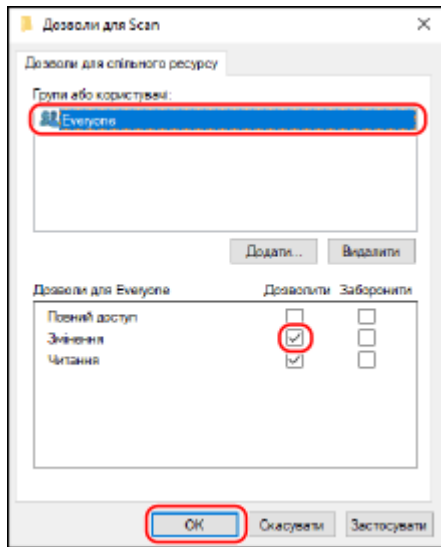 Дозволи для Scan
Дозволи для спільного ресурсу
Групи або користувачі:
Everyone
Додати... Видалити
Дозволи для Everyone Дозволити Заборонити
Повний доступ
Змінення
Читання
OK Скасувати Застосувати